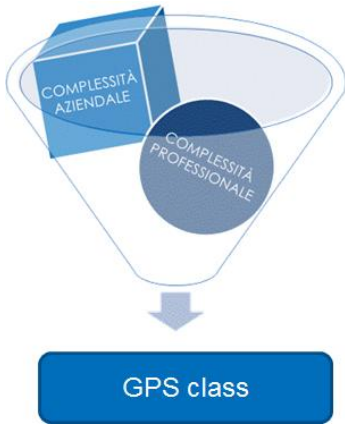 COMPLESSITÀ
AZIENDALE
COMPLESSITÀ
PROFESSIONALE
GPS class